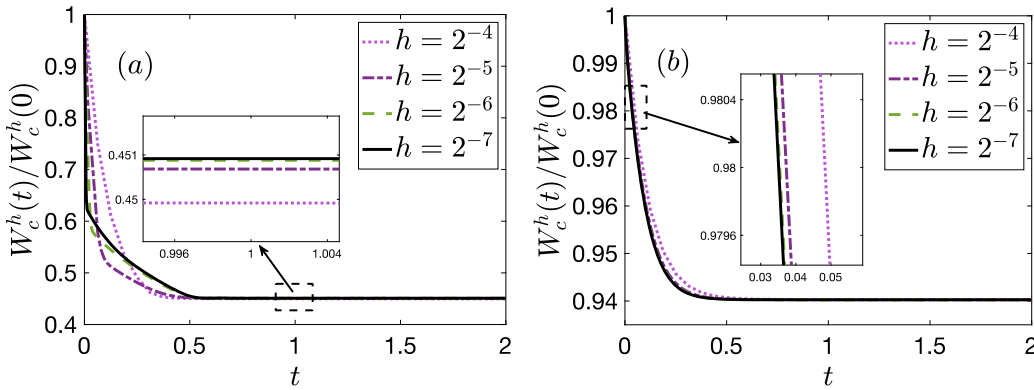 (a)
W_c^h(t)/W_c^h(0)
1
0.9
0.8
0.7
0.6
0.5
0.4
0 0.5 1 1.5 2
t
h = 2^{-4}
h = 2^{-5}
h = 2^{-6}
h = 2^{-7}
0.451
0.45
0.996 1 1.004
(b)
W_c^h(t)/W_c^h(0)
1
0.99
0.98
0.97
0.96
0.95
0.94
0 0.5 1 1.5 2
t
h = 2^{-4}
h = 2^{-5}
h = 2^{-6}
h = 2^{-7}
0.9804
0.98
0.9796
0.03 0.04 0.05